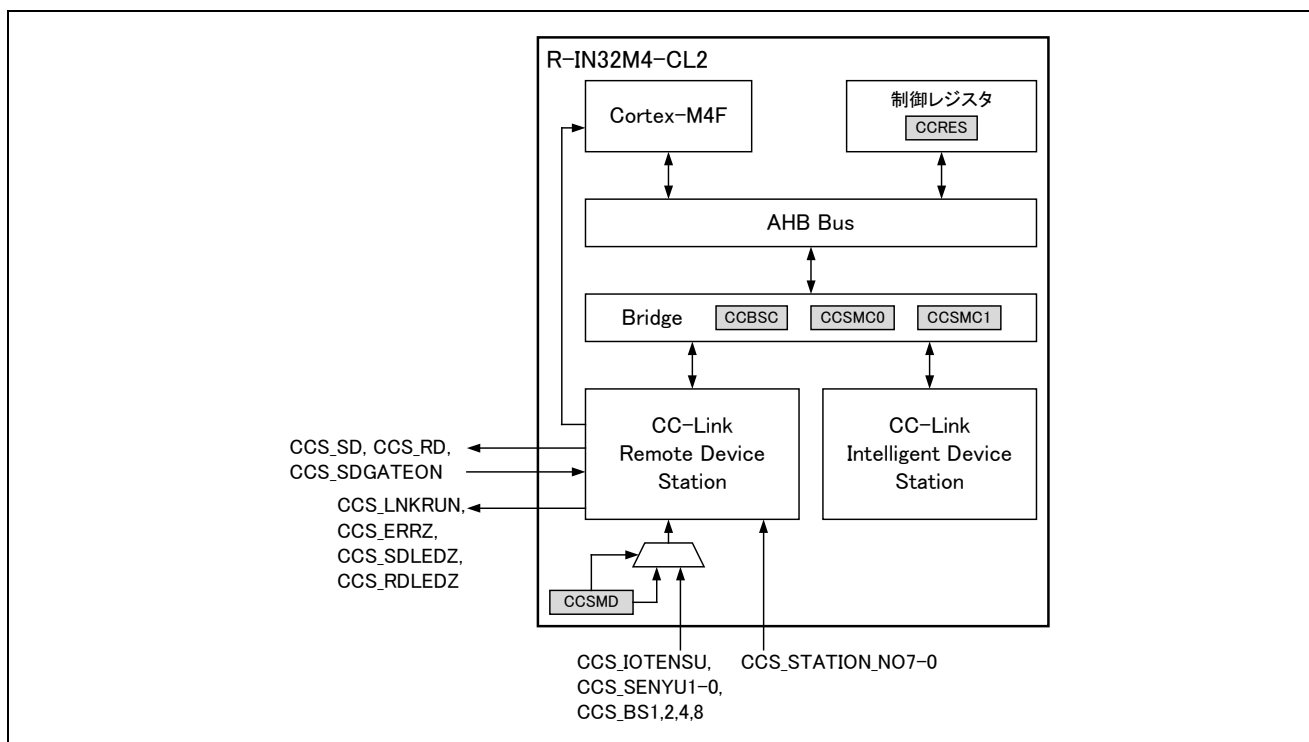 R-IN32M4-CL2
Cortex-M4F
制御レジスタ
CCRES
AHB Bus
Bridge
CCBSC
CCSMC0
CCSMC1
CC-Link
Remote Device
Station
CC-Link
Intelligent Device
Station
CCS_SD, CCS_RD,
CCS_SDGATEON
CCS_LNKRUN,
CCS_ERRZ,
CCS_SDLEDZ,
CCS_RDLEDZ
CCSMD
CCS_IOTENSU,
CCS_SENYU1-0,
CCS_BS1,2,4,8
CCS_STATION_NO7-0